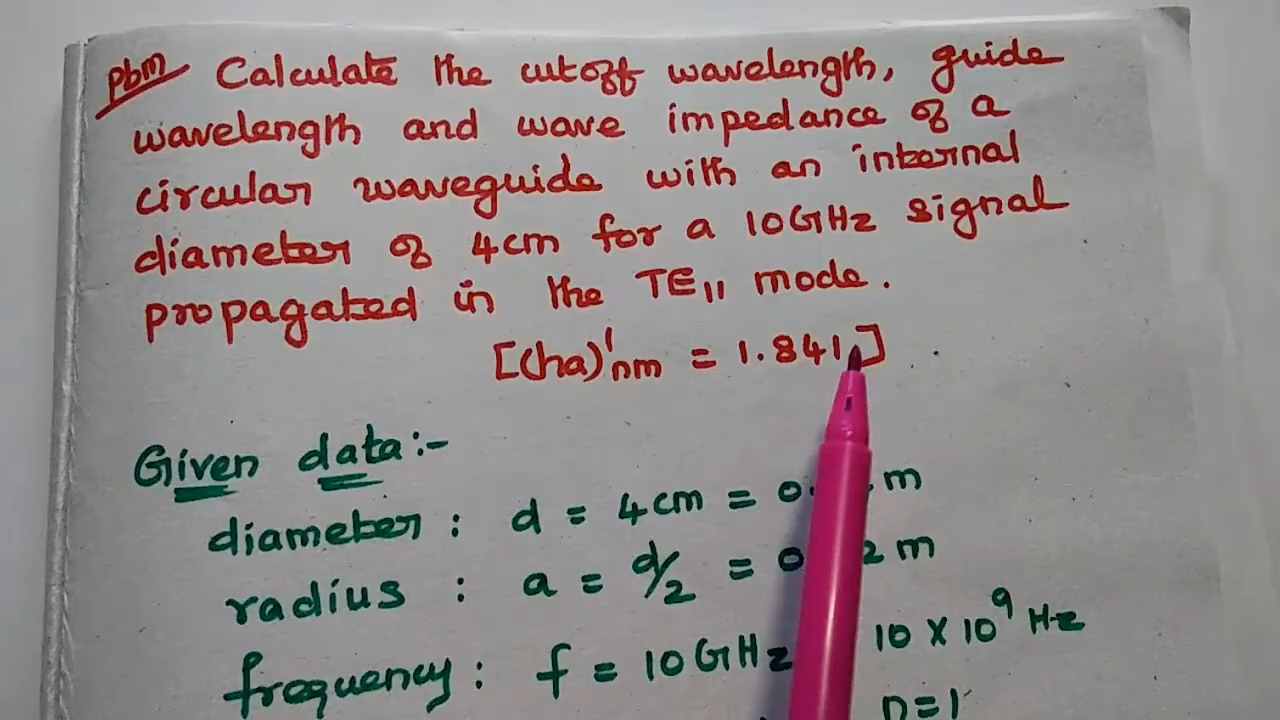 Pbm Calculate the cutoff wavelength, guide
wavelength and wave impedance of a
circular waveguide with an internal
diameter of 4cm for a 10GHz signal
propagated in the TE₁₁ mode.
[(ha)'nm = 1.841]
Given data:-
diameter : d = 4cm = m
radius : a = d/2 = m
frequency : f = 10GHz 10 X 10⁹ Hz
n=1